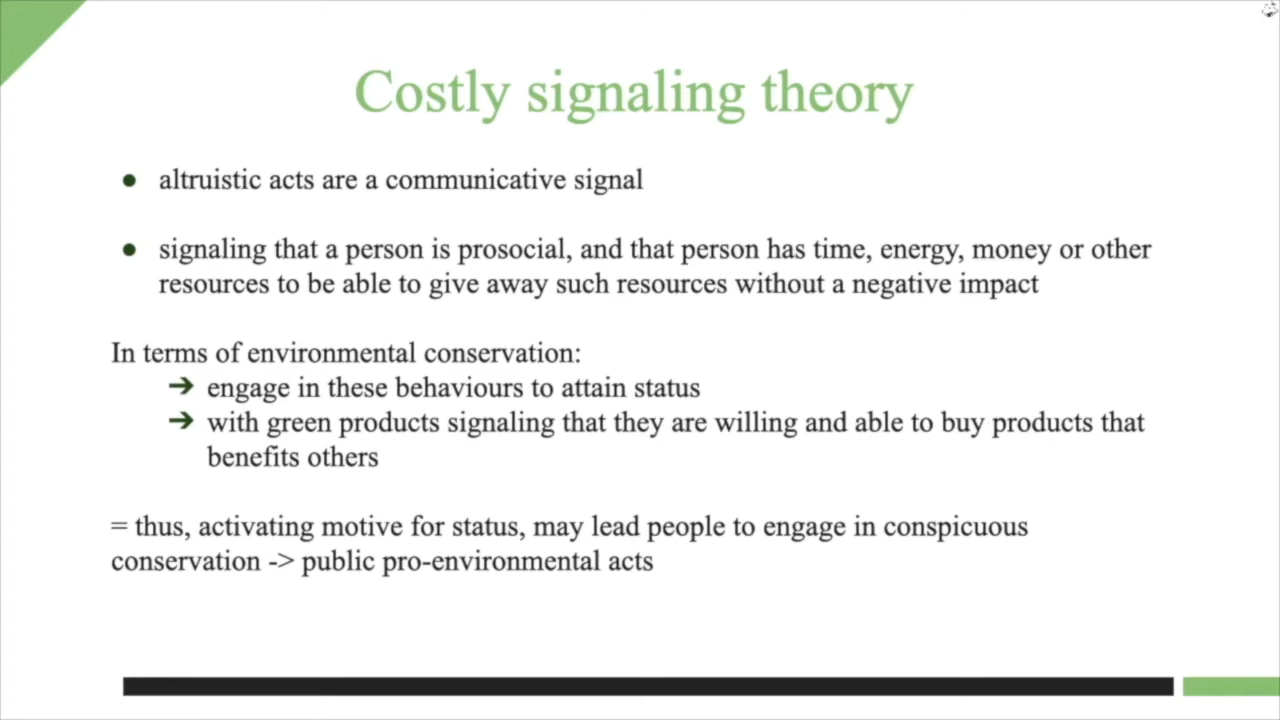 Costly signaling theory
● altruistic acts are a communicative signal
● signaling that a person is prosocial, and that person has time, energy, money or other
resources to be able to give away such resources without a negative impact
In terms of environmental conservation:
➔ engage in these behaviours to attain status
➔ with green products signaling that they are willing and able to buy products that
benefits others
= thus, activating motive for status, may lead people to engage in conspicuous
conservation -> public pro-environmental acts